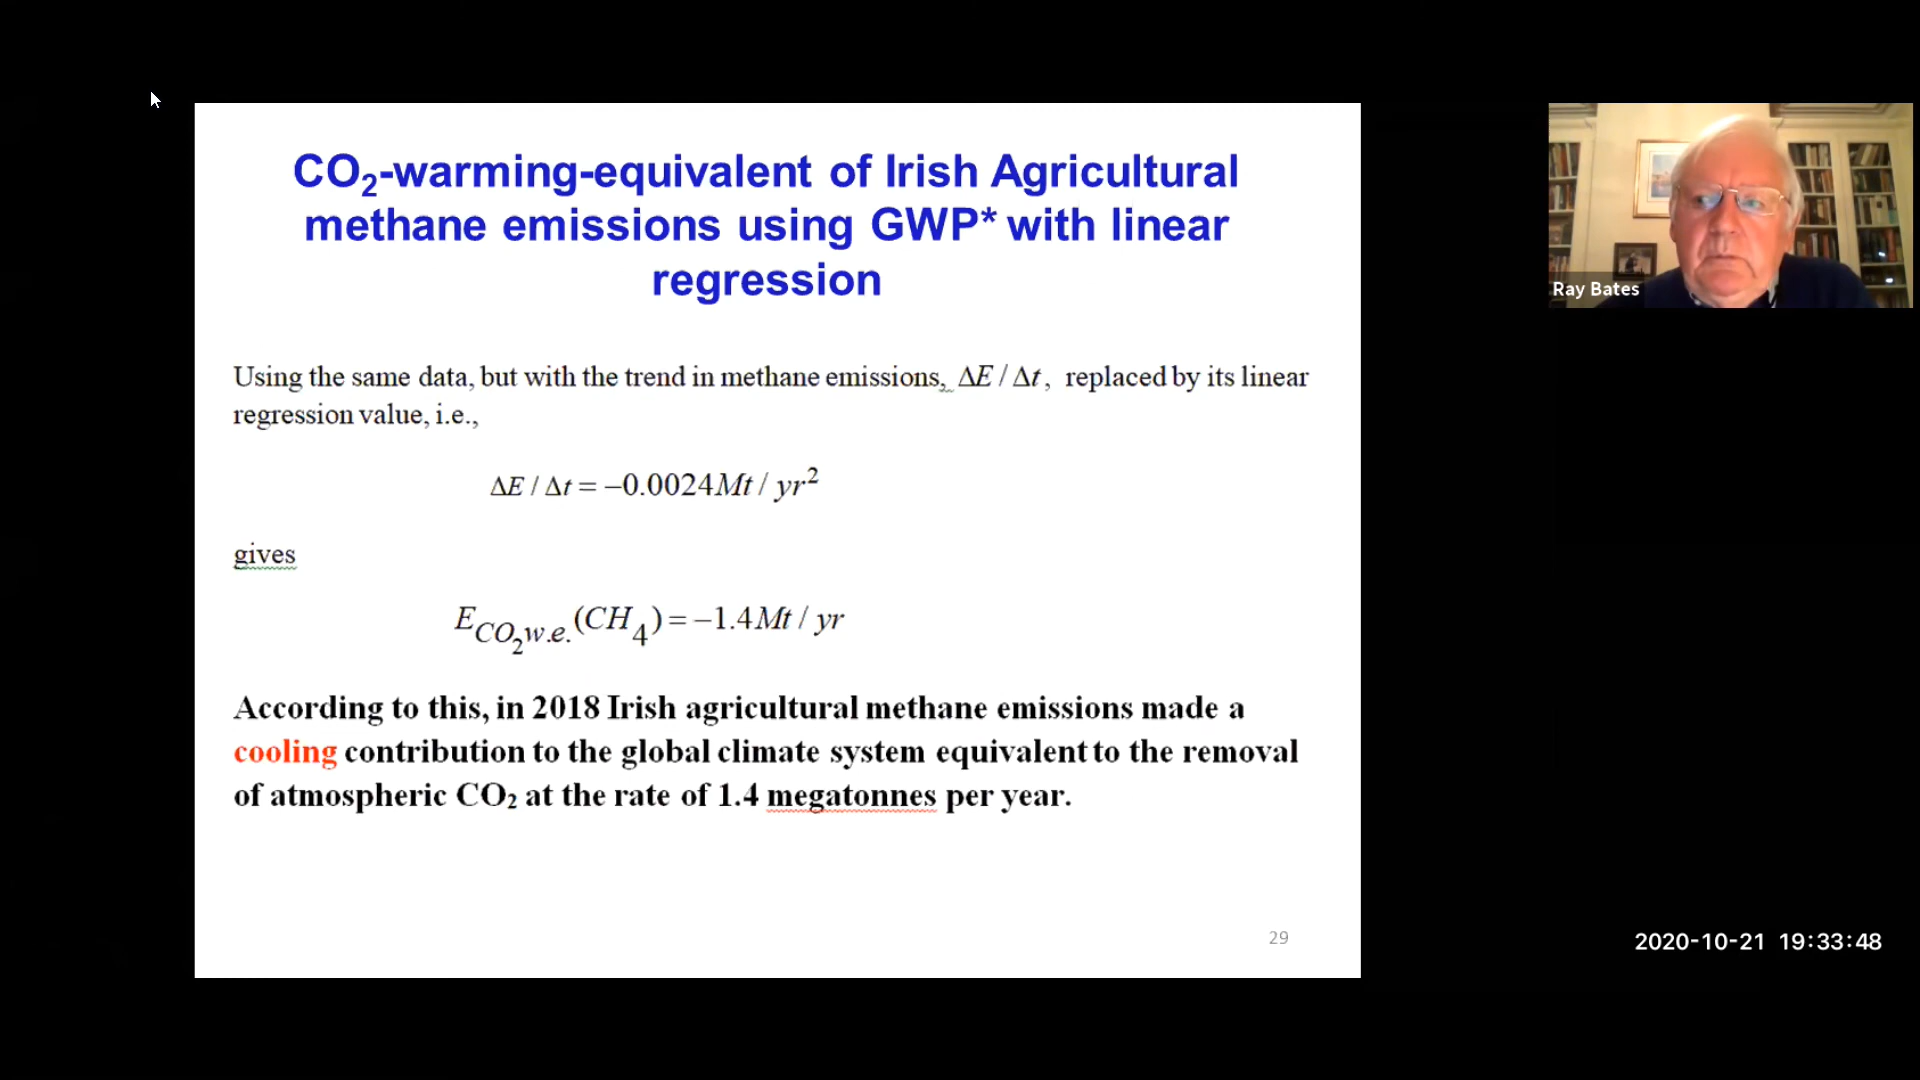 CO₂-warming-equivalent of Irish Agricultural
methane emissions using GWP* with linear
regression
Using the same data, but with the trend in methane emissions, ΔE / Δt, replaced by its linear
regression value, i.e.,
ΔE / Δt = −0.0024Mt / yr²
gives
E_CO₂w.e.(CH₄) = −1.4Mt / yr
According to this, in 2018 Irish agricultural methane emissions made a
cooling contribution to the global climate system equivalent to the removal
of atmospheric CO₂ at the rate of 1.4 megatonnes per year.
29
Ray Bates
2020-10-21 19:33:48